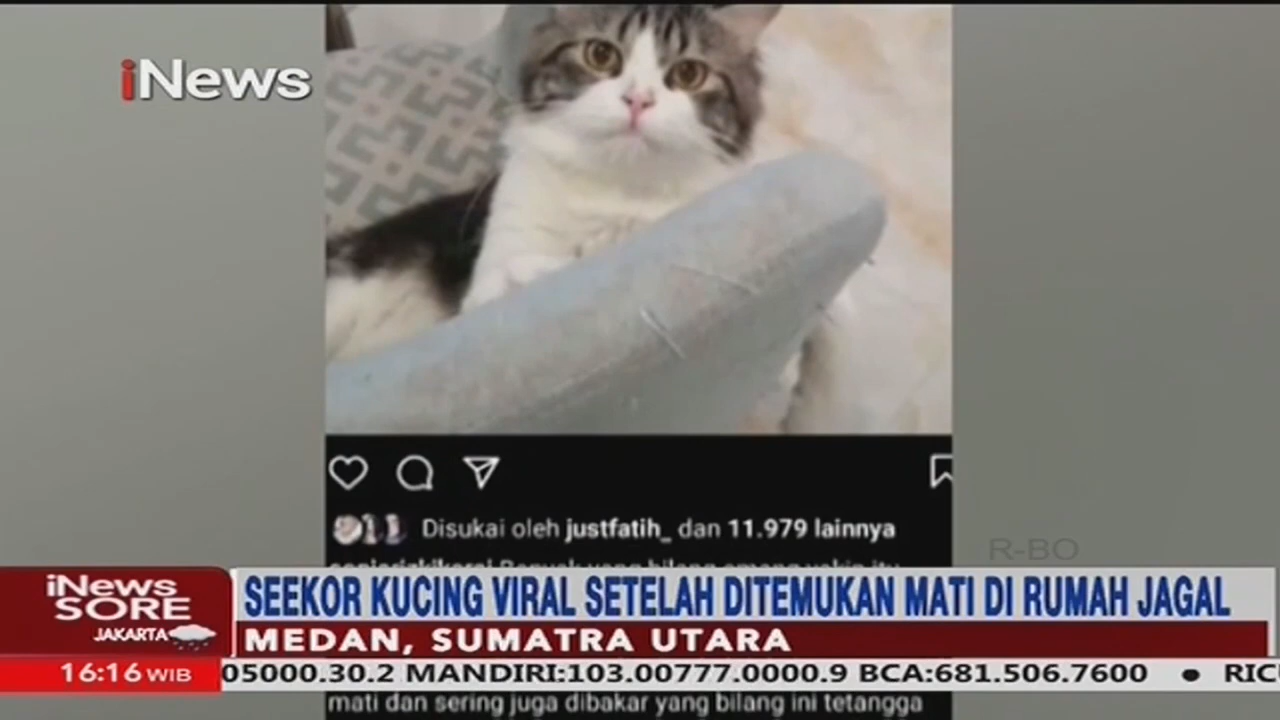 iNews
Disukai oleh justfatih_ dan 11.979 lainnya
R-BO
iNews
SORE
JAKARTA
SEEKOR KUCING VIRAL SETELAH DITEMUKAN MATI DI RUMAH JAGAL
MEDAN, SUMATRA UTARA
16:16 WIB
05000.30.2 MANDIRI:103.00777.0000.9 BCA:681.506.7600 ● RIC
mati dan sering juga dibakar yang bilang ini tetangga